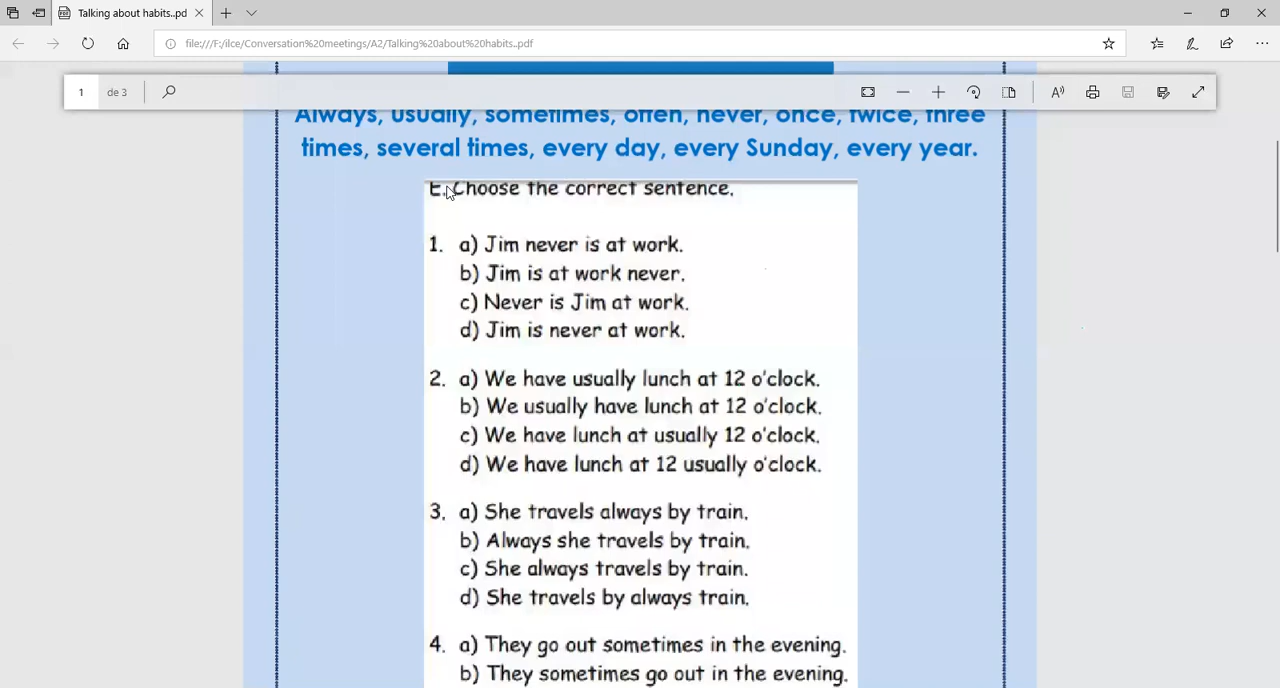 Talking about habits..pd
file:///F:/ilce/Conversation%20meetings/A2/Talking%20about%20habits..pdf
1 de 3
Always, usually, sometimes, often, never, once, twice, three
times, several times, every day, every Sunday, every year.
E. Choose the correct sentence.
1. a) Jim never is at work.
b) Jim is at work never.
c) Never is Jim at work.
d) Jim is never at work.
2. a) We have usually lunch at 12 o'clock.
b) We usually have lunch at 12 o'clock.
c) We have lunch at usually 12 o'clock.
d) We have lunch at 12 usually o'clock.
3. a) She travels always by train.
b) Always she travels by train.
c) She always travels by train.
d) She travels by always train.
4. a) They go out sometimes in the evening.
b) They sometimes go out in the evening.